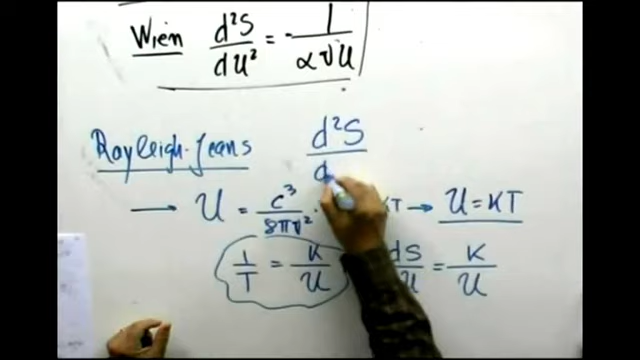 Wien d²S/dU² = - 1/ανU
Rayleigh-Jeans d²S/d
→ U = c³/8πν² · KT → U = KT
1/T = K/U dS/U = K/U